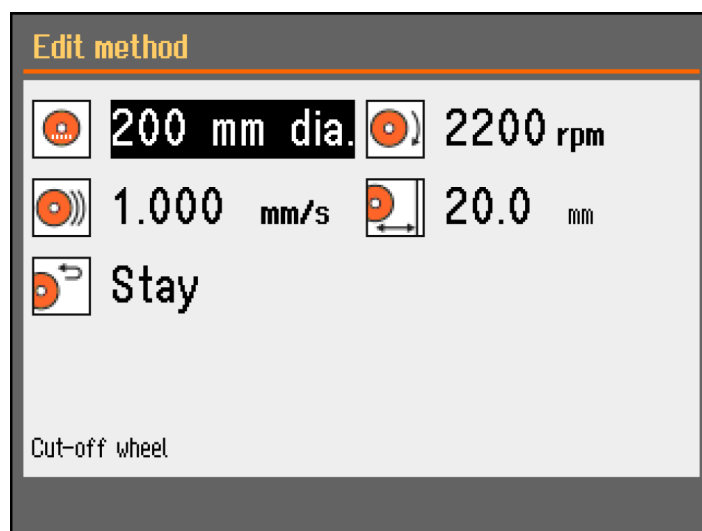 Edit method
200 mm dia. 2200 rpm
1.000 mm/s 20.0 mm
Stay
Cut-off wheel